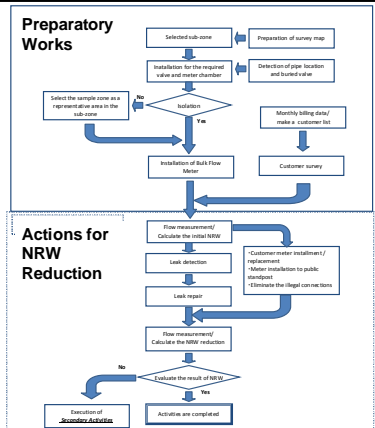 Preparatory
Works
Selected sub-zone
Preparation of survey map
Installation for the required
valve and meter chamber
Detection of pipe location
and buried valve
Select the sample zone as a
representative area in the
sub-zone
No
Isolation
Yes
Monthly billing data/
make a customer list
Installation of Bulk Flow
Meter
Customer survey
Actions for
NRW
Reduction
Flow measurement/
Calculate the initial NRW
Leak detection
・Customer meter installment /
replacement
・Meter installation to public
standpost
・Eliminate the illegal connections
Leak repair
Flow measurement/
Calculate the NRW reduction
No
Evaluate the result of NRW
Yes
Execution of
Secondary Activities
Activities are completed